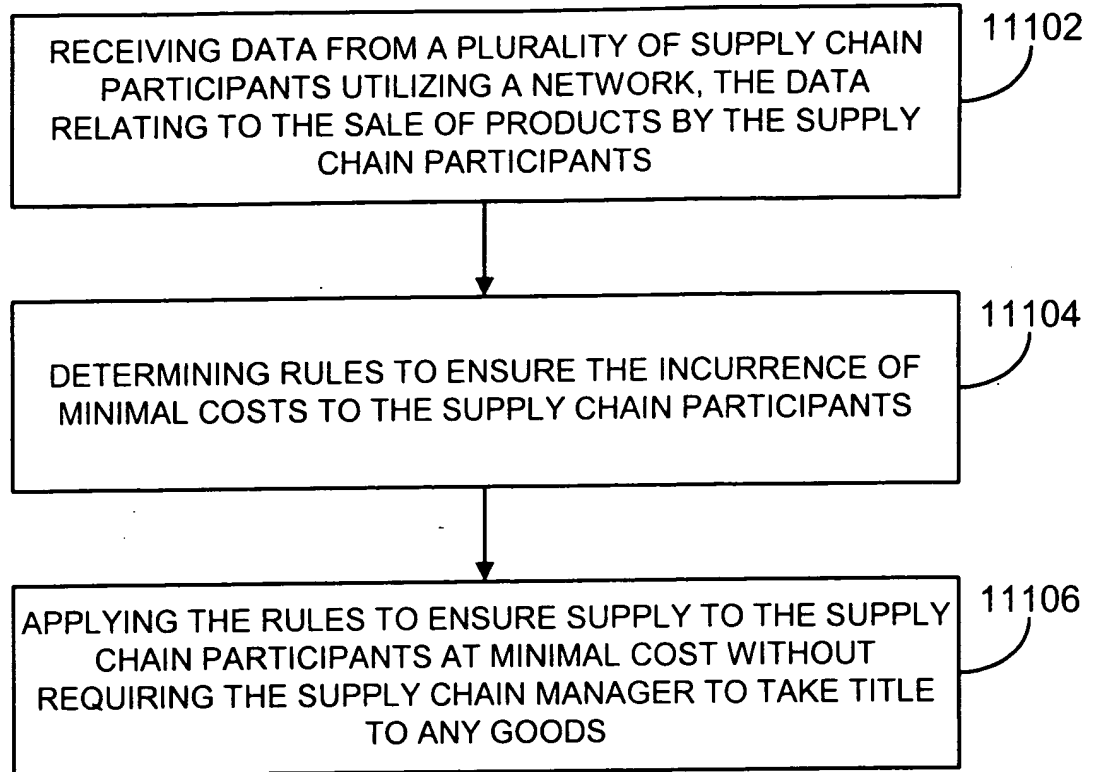 RECEIVING DATA FROM A PLURALITY OF SUPPLY CHAIN
PARTICIPANTS UTILIZING A NETWORK, THE DATA
RELATING TO THE SALE OF PRODUCTS BY THE SUPPLY
CHAIN PARTICIPANTS
11102
DETERMINING RULES TO ENSURE THE INCURRENCE OF
MINIMAL COSTS TO THE SUPPLY CHAIN PARTICIPANTS
11104
APPLYING THE RULES TO ENSURE SUPPLY TO THE SUPPLY
CHAIN PARTICIPANTS AT MINIMAL COST WITHOUT
REQUIRING THE SUPPLY CHAIN MANAGER TO TAKE TITLE
TO ANY GOODS
11106